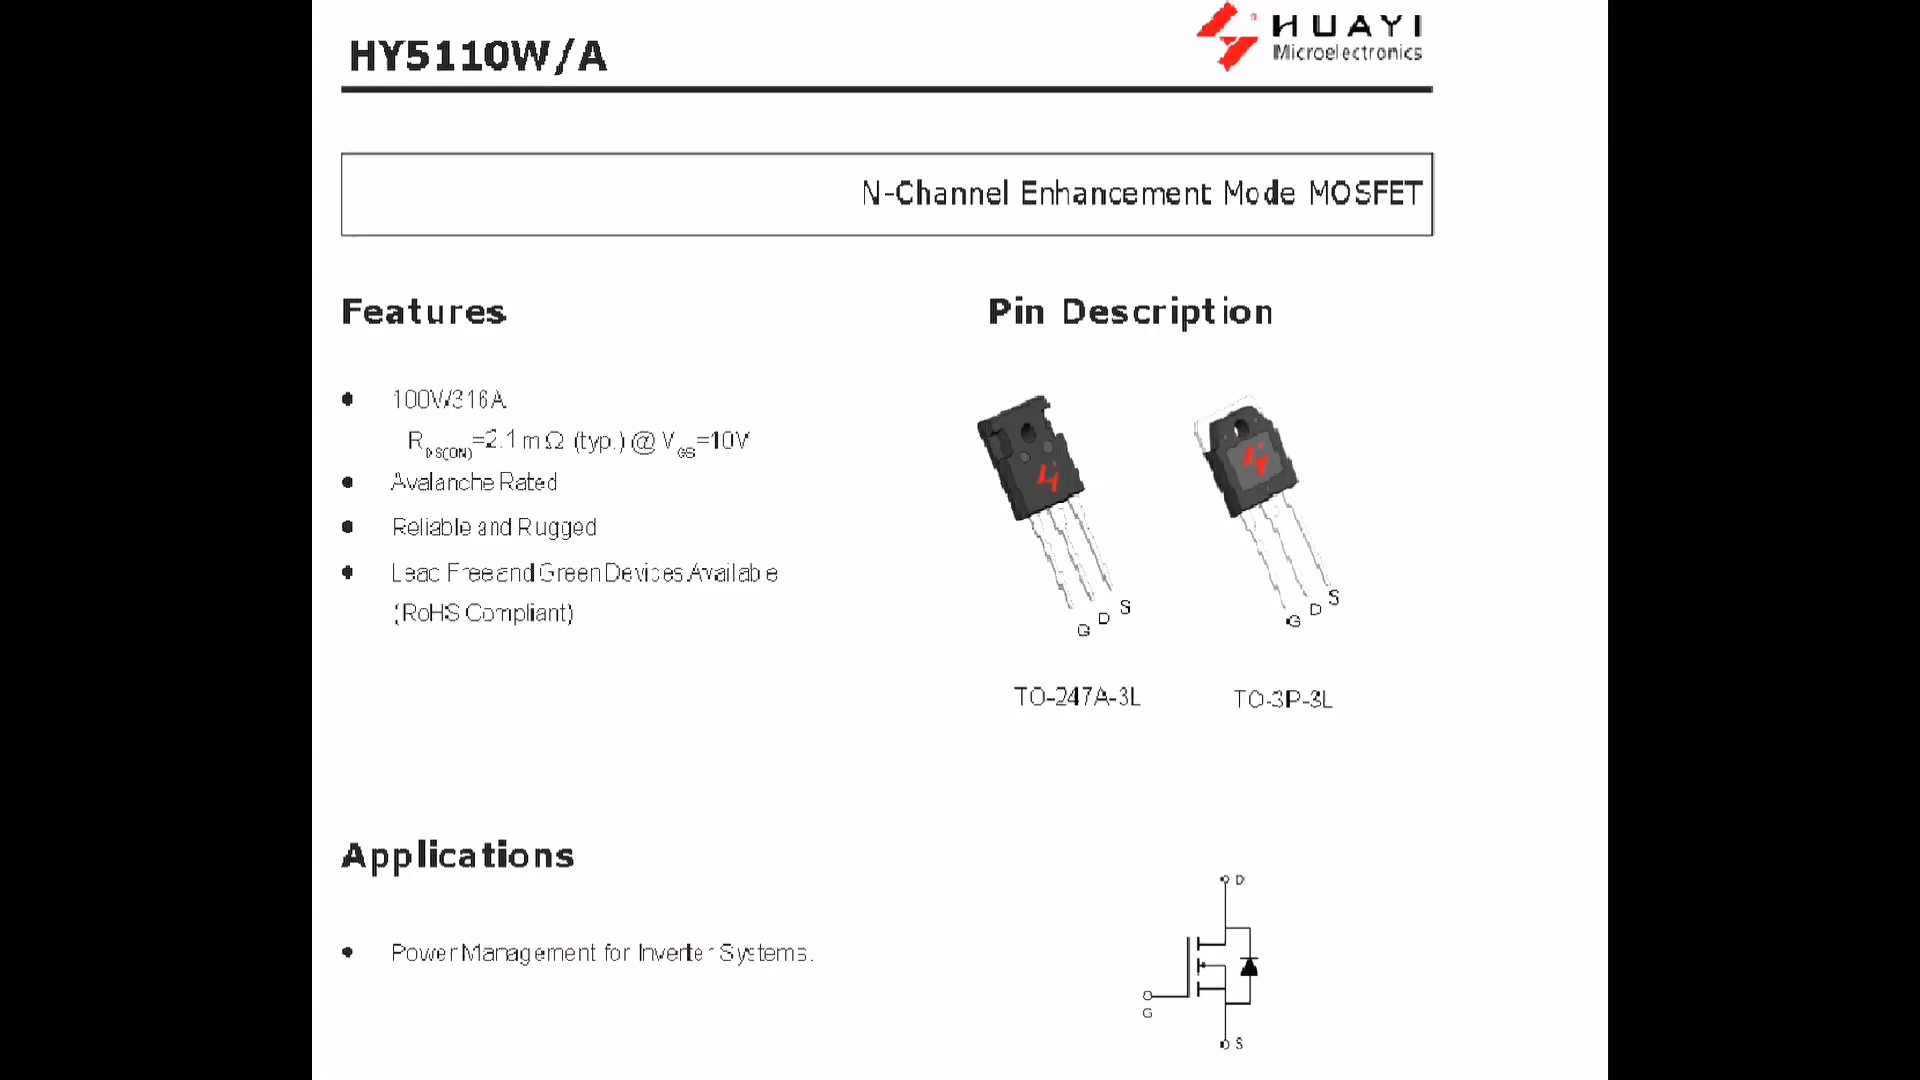 HY5110W/A
HUAYI
Microelectronics
N-Channel Enhancement Mode MOSFET
Features
● 100V/316A
RDS(ON)=2.1mΩ (typ.) @ VGS=10V
● Avalanche Rated
● Reliable and Rugged
● Lead Free and Green Devices Available
(RoHS Compliant)
Pin Description
G D S
G D S
TO-247A-3L
TO-3P-3L
Applications
● Power Management for Inverter Systems.
D
G
S